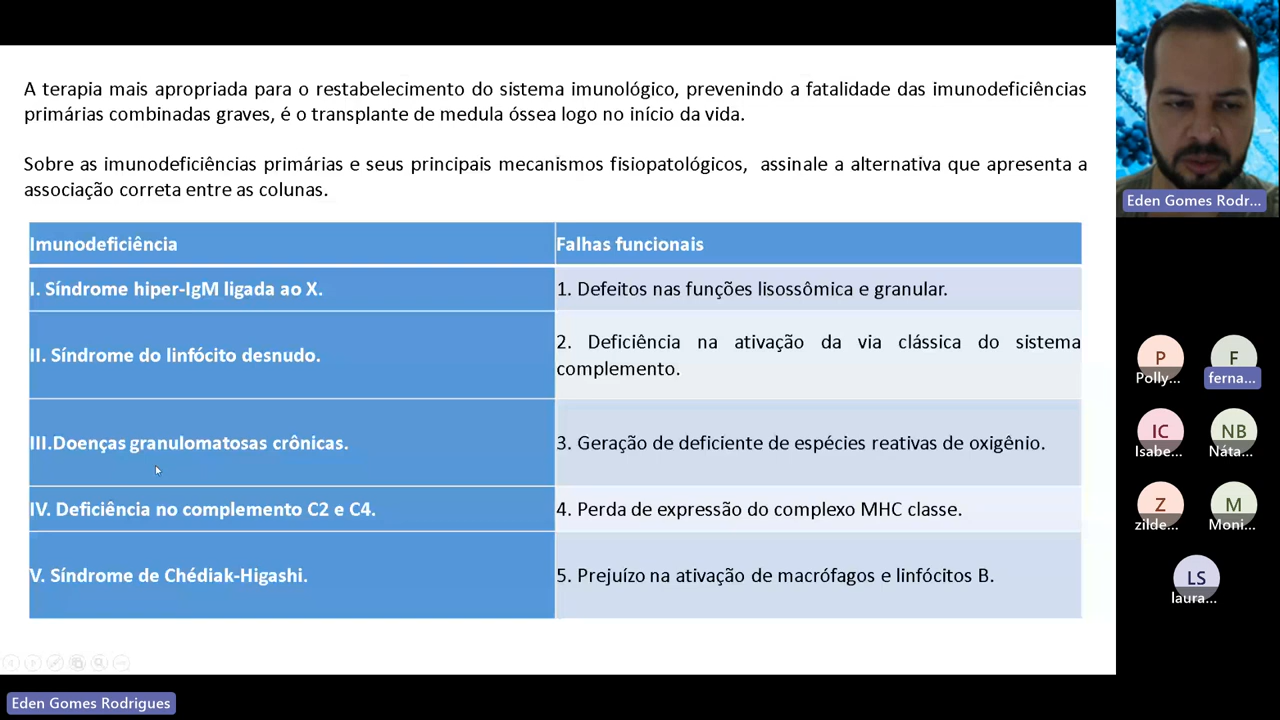 A terapia mais apropriada para o restabelecimento do sistema imunológico, prevenindo a fatalidade das imunodeficiências
primárias combinadas graves, é o transplante de medula óssea logo no início da vida.
Sobre as imunodeficiências primárias e seus principais mecanismos fisiopatológicos, assinale a alternativa que apresenta a
associação correta entre as colunas.
Imunodeficiência
Falhas funcionais
I. Síndrome hiper-IgM ligada ao X.
1. Defeitos nas funções lisossômica e granular.
II. Síndrome do linfócito desnudo.
2. Deficiência na ativação da via clássica do sistema
complemento.
III.Doenças granulomatosas crônicas.
3. Geração de deficiente de espécies reativas de oxigênio.
IV. Deficiência no complemento C2 e C4.
4. Perda de expressão do complexo MHC classe.
V. Síndrome de Chédiak-Higashi.
5. Prejuízo na ativação de macrófagos e linfócitos B.
Eden Gomes Rodrigues
Eden Gomes Rodr...
P
Polly...
F
ferna...
IC
Isabe...
NB
Náta...
Z
zilde...
M
Moni...
LS
laura...